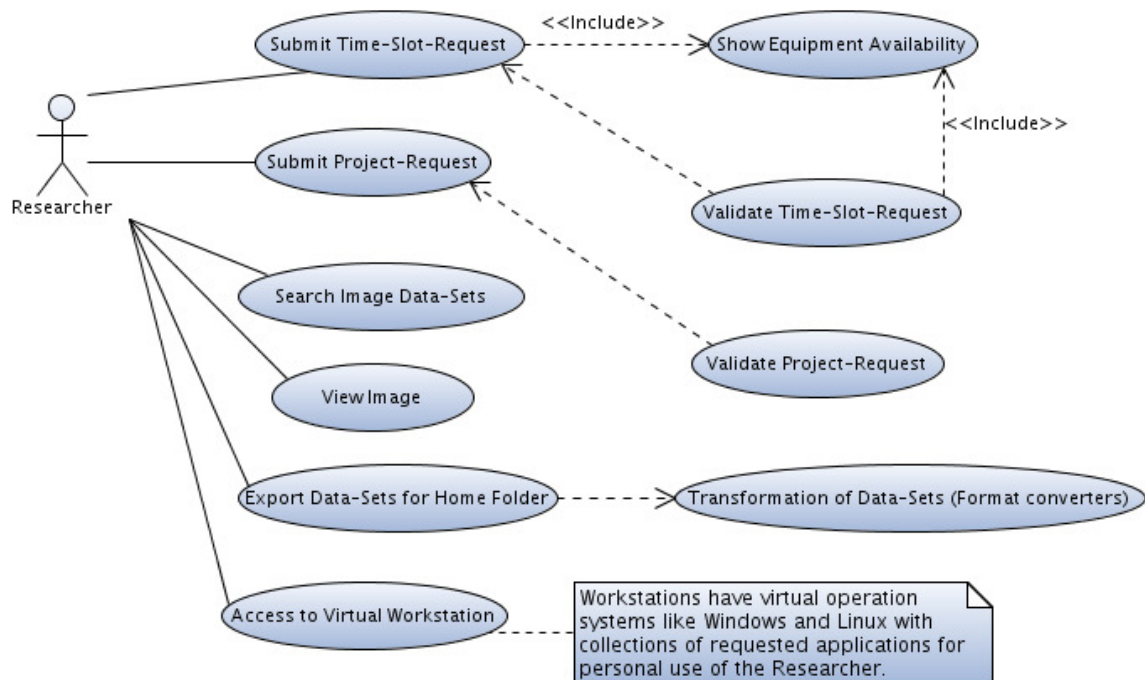 <<Include>>
Submit Time-Slot-Request
Show Equipment Availability
<<Include>>
Submit Project-Request
Researcher
Validate Time-Slot-Request
Search Image Data-Sets
Validate Project-Request
View Image
Export Data-Sets for Home Folder
Transformation of Data-Sets (Format converters)
Access to Virtual Workstation
Workstations have virtual operation
systems like Windows and Linux with
collections of requested applications for
personal use of the Researcher.